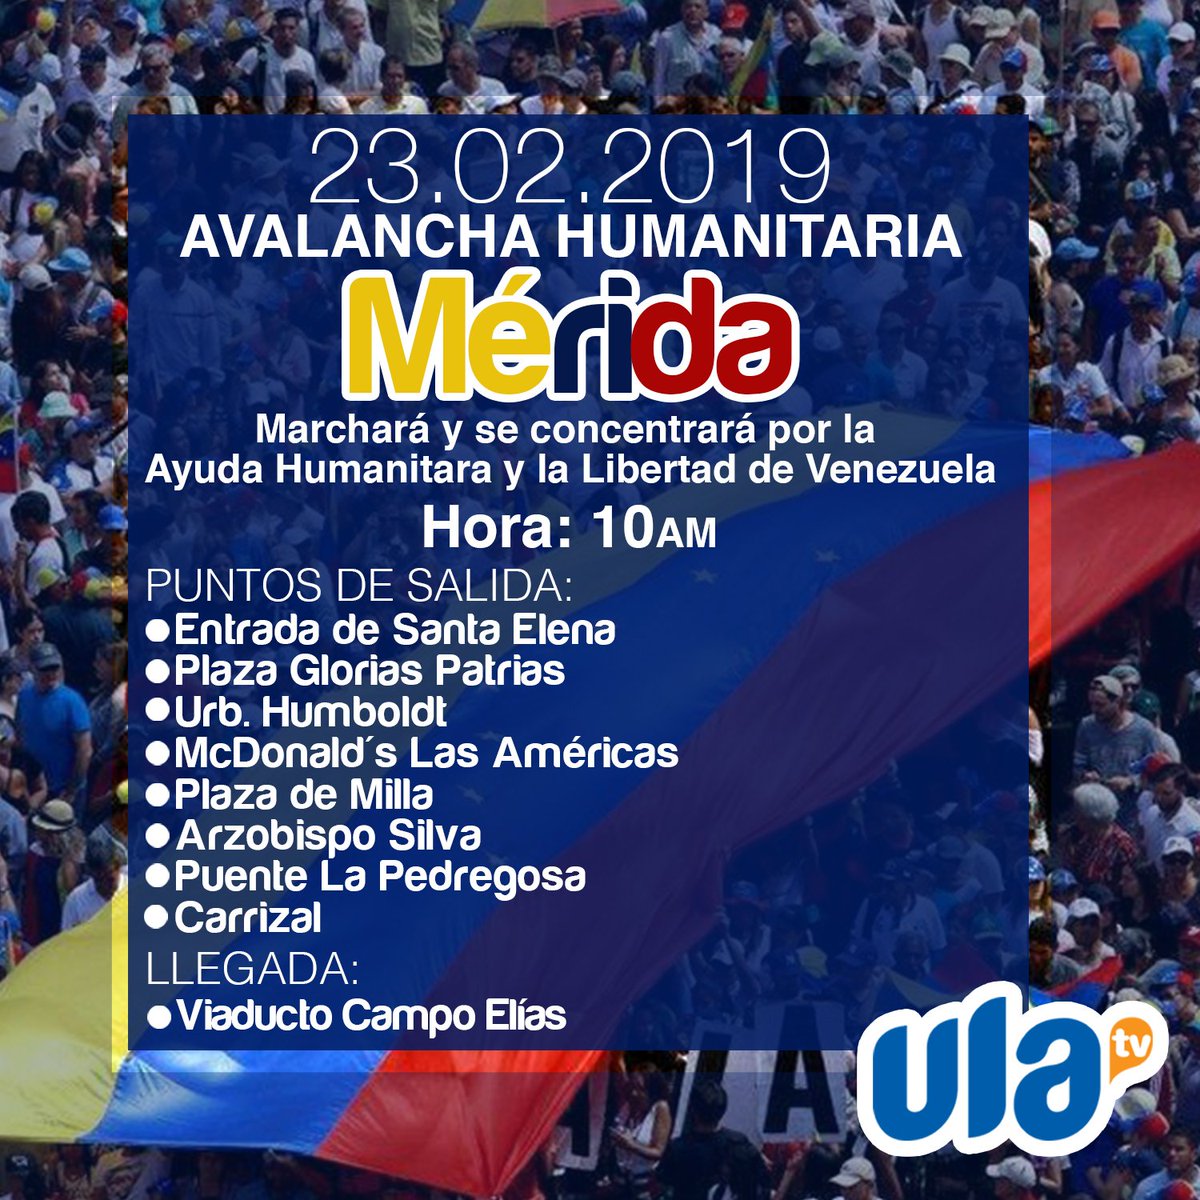 23.02.2019
AVALANCHA HUMANITARIA
Mérida
Marchará y se concentrará por la
Ayuda Humanitara y la Libertad de Venezuela
Hora: 10AM
PUNTOS DE SALIDA:
● Entrada de Santa Elena
● Plaza Glorias Patrias
● Urb. Humboldt
● McDonald´s Las Américas
● Plaza de Milla
● Arzobispo Silva
● Puente La Pedregosa
● Carrizal
LLEGADA:
● Viaducto Campo Elías
ula tv